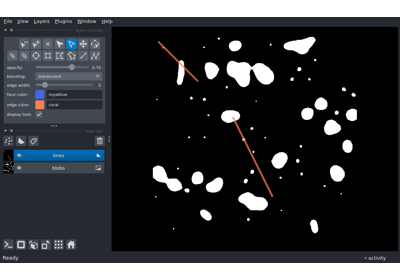 File View Layers Plugins Window Help
opacity: 0.70
blending: translucent
edge width: 5
face color: royalblue
edge color: coral
display text: ✓
lines
blobs
Ready
activity